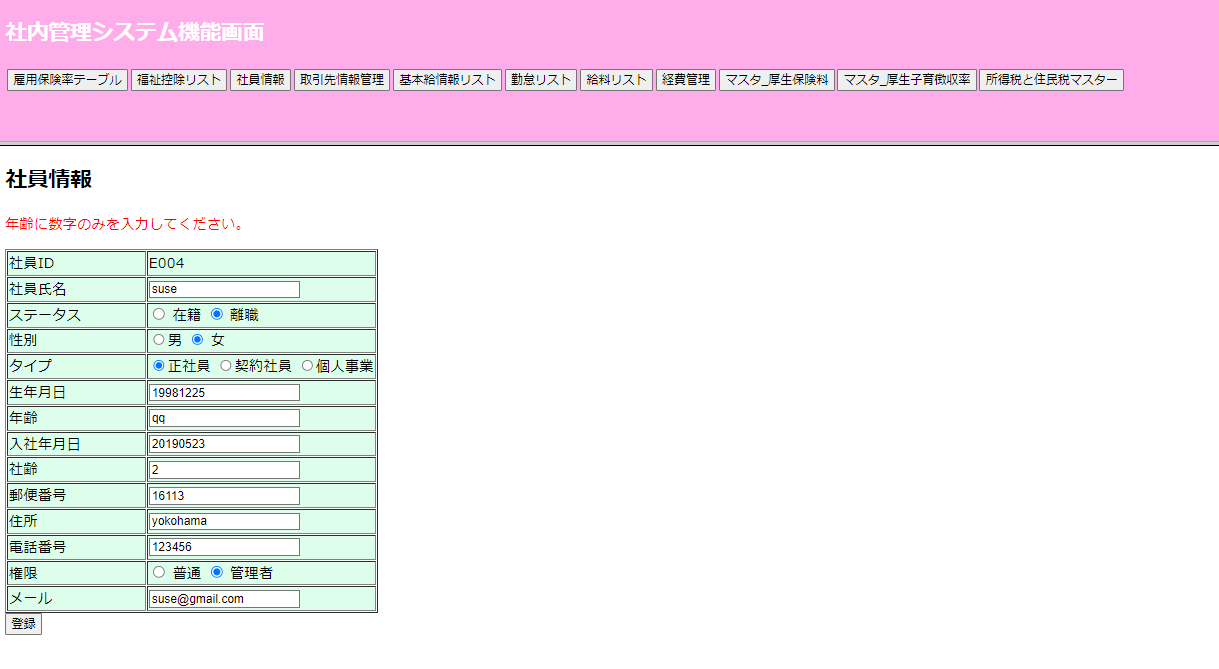 社内管理システム機能画面
雇用保険率テーブル 福祉控除リスト 社員情報 取引先情報管理 基本給情報リスト 勤怠リスト 給料リスト 経費管理 マスタ_厚生保険料 マスタ_厚生子育徴収率 所得税と住民税マスター
社員情報
年齢に数字のみを入力してください。
社員ID E004
社員氏名 suse
ステータス 在籍 離職
性別 男 女
タイプ 正社員 契約社員 個人事業
生年月日 19981225
年齢 qq
入社年月日 20190523
社齢 2
郵便番号 16113
住所 yokohama
電話番号 123456
権限 普通 管理者
メール suse@gmail.com
登録